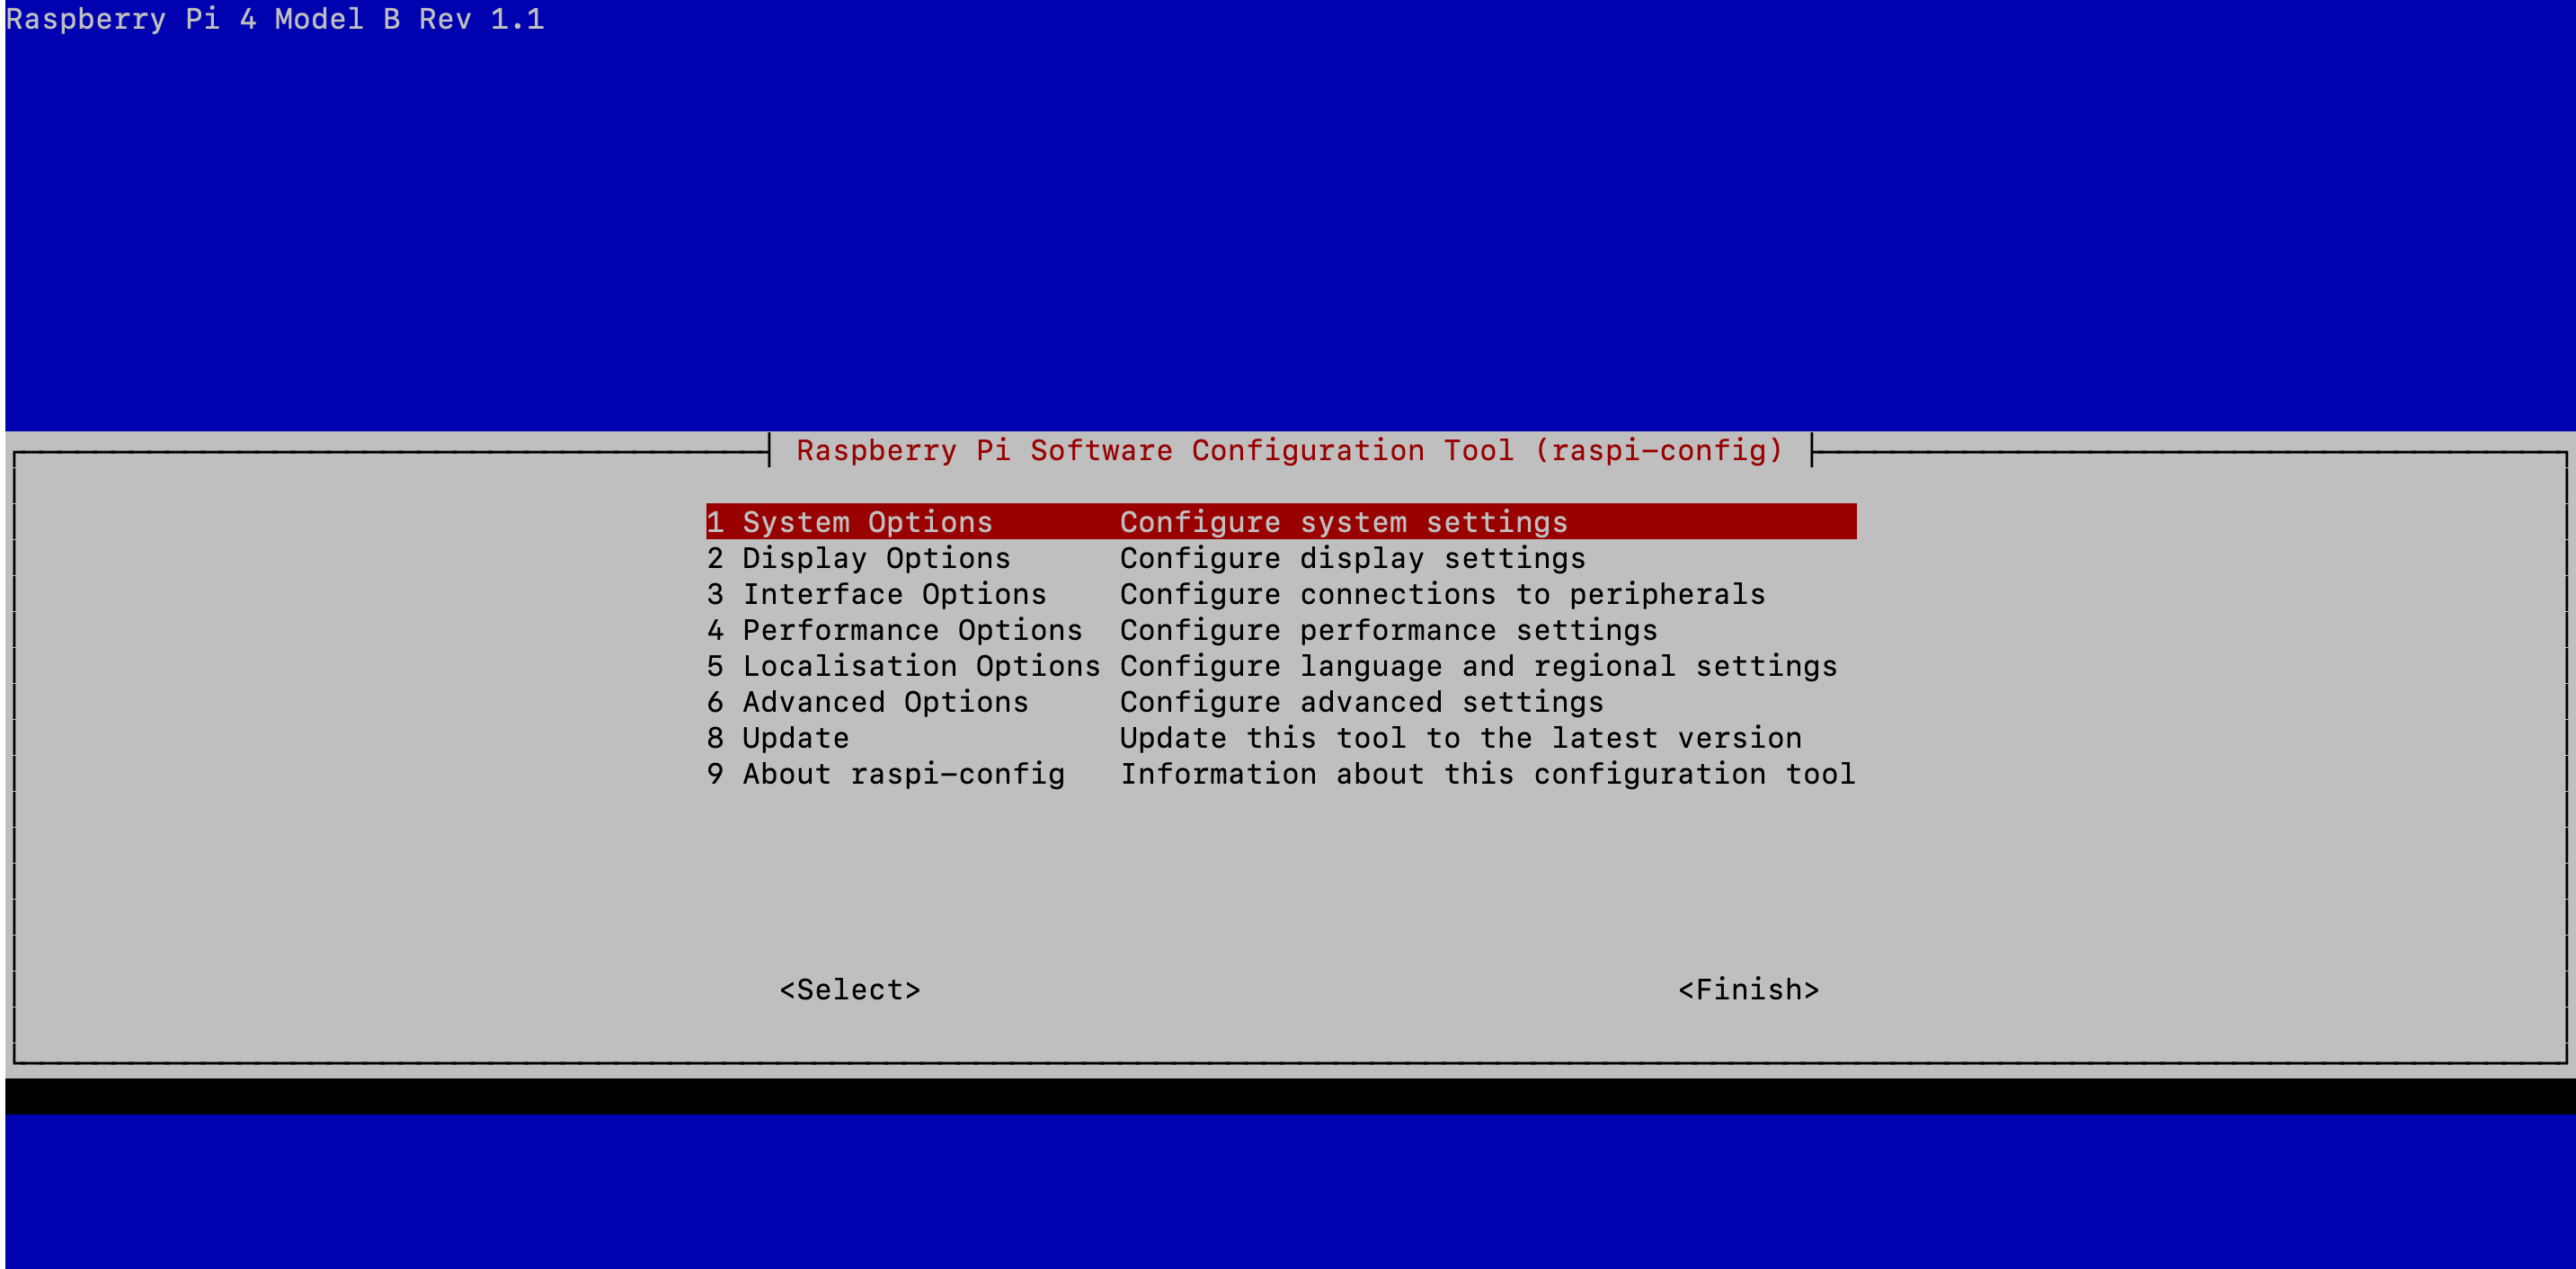 Raspberry Pi 4 Model B Rev 1.1
Raspberry Pi Software Configuration Tool (raspi-config)
1 System Options Configure system settings
2 Display Options Configure display settings
3 Interface Options Configure connections to peripherals
4 Performance Options Configure performance settings
5 Localisation Options Configure language and regional settings
6 Advanced Options Configure advanced settings
8 Update Update this tool to the latest version
9 About raspi-config Information about this configuration tool
<Select> <Finish>